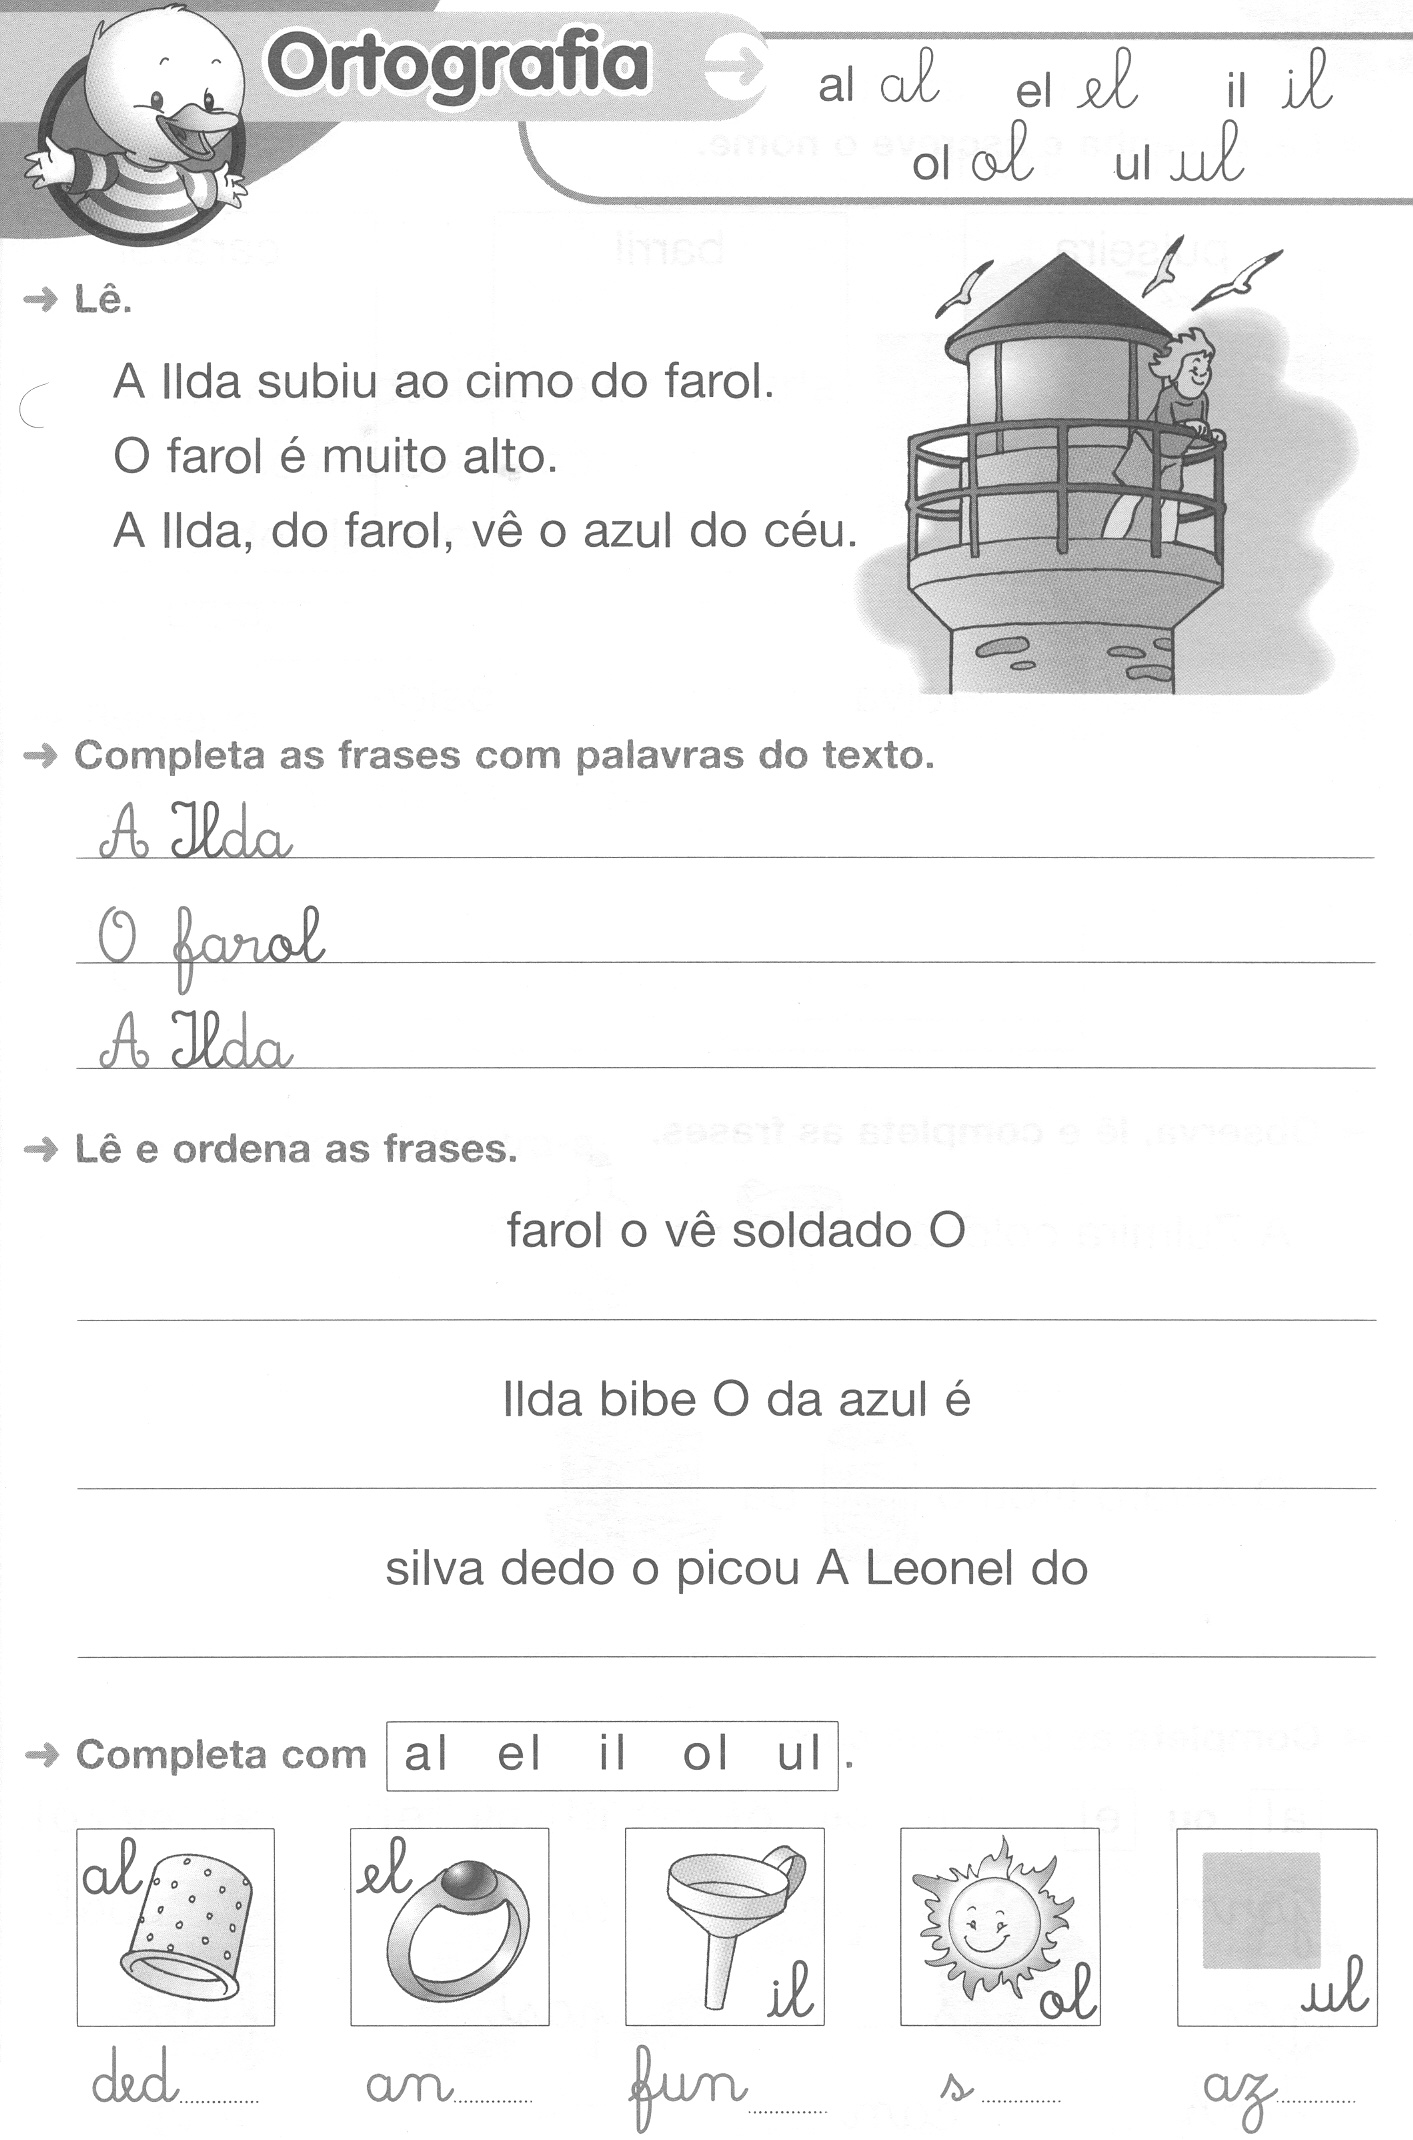 Ortografia
al al el el il il
ol ol ul ul
Lê.
A Ilda subiu ao cimo do farol.
O farol é muito alto.
A Ilda, do farol, vê o azul do céu.
Completa as frases com palavras do texto.
A Ilda
O farol
A Ilda
Lê e ordena as frases.
farol o vê soldado O
Ilda bibe O da azul é
silva dedo o picou A Leonel do
Completa com al el il ol ul .
al el il ol ul
ded an fun s az